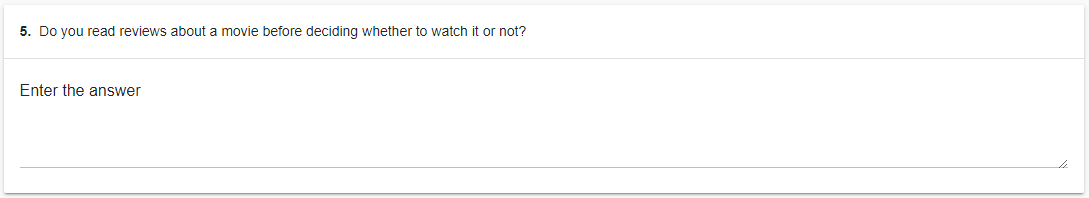 5. Do you read reviews about a movie before deciding whether to watch it or not?
Enter the answer